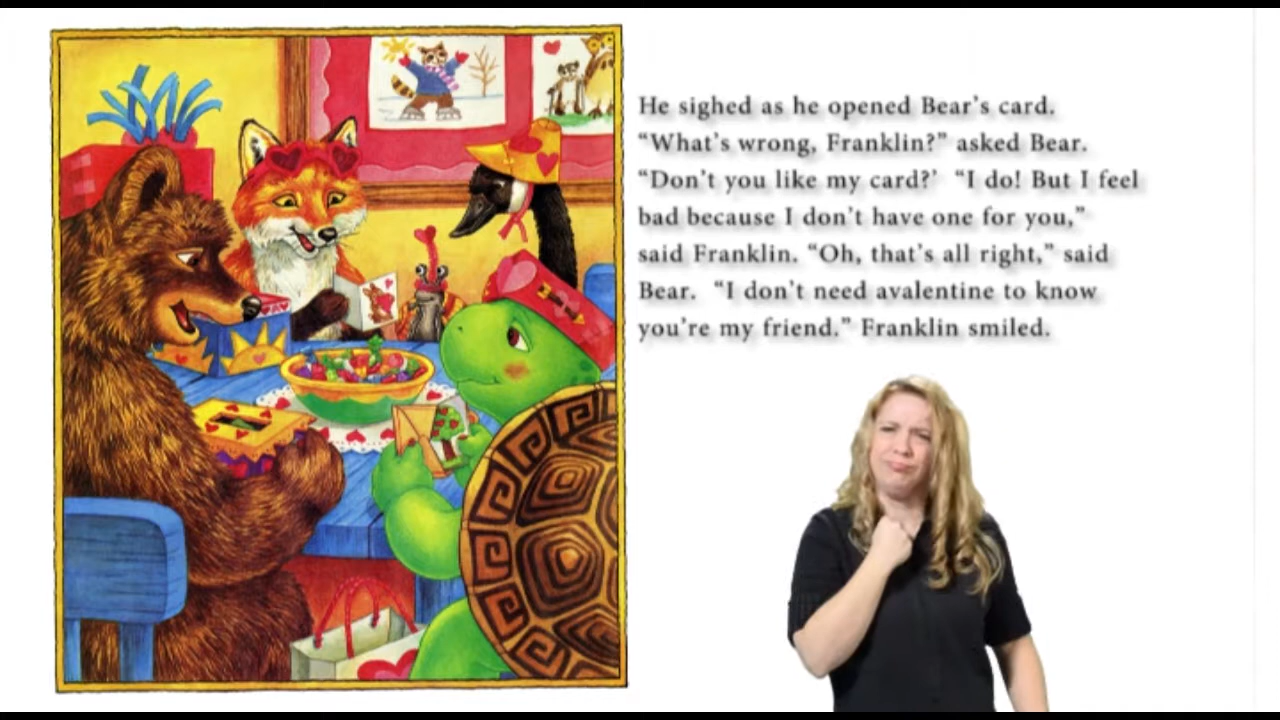 He sighed as he opened Bear’s card.
“What’s wrong, Franklin?” asked Bear.
“Don’t you like my card?’ “I do! But I feel
bad because I don’t have one for you,”
said Franklin. “Oh, that’s all right,” said
Bear. “I don’t need avalentine to know
you’re my friend.” Franklin smiled.